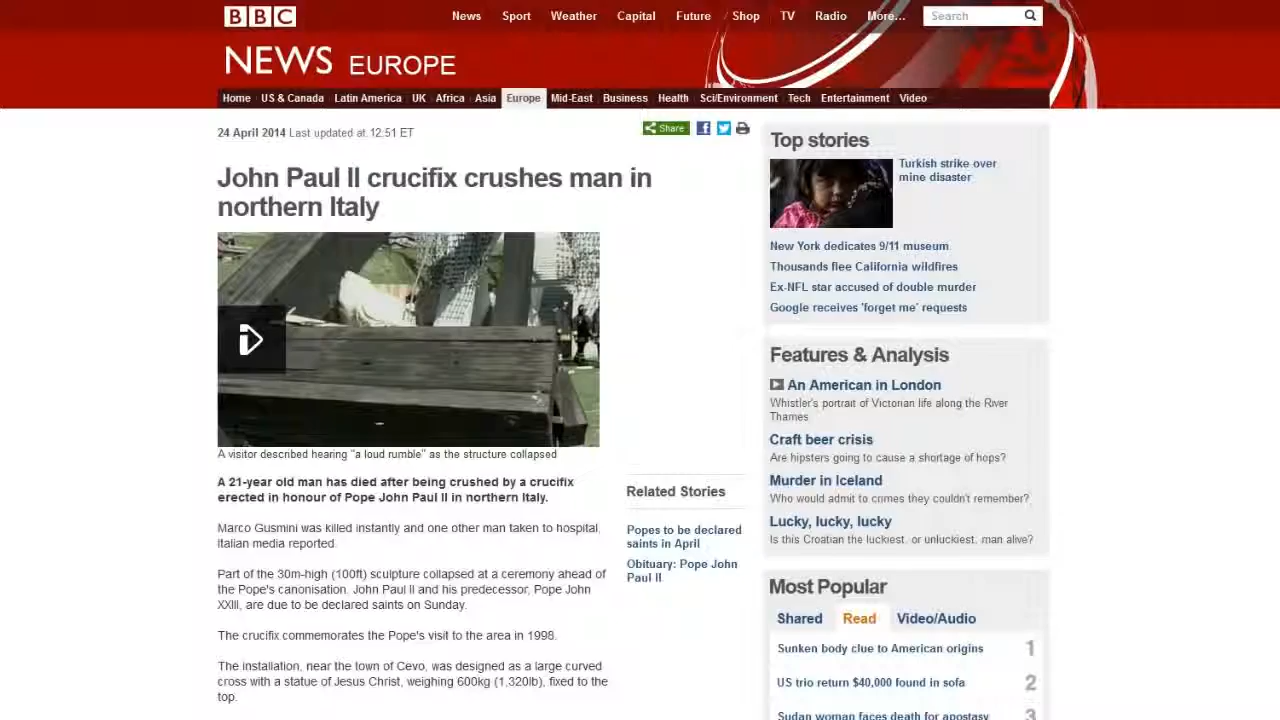 BBC
News Sport Weather Capital Future Shop TV Radio More... Search
NEWS EUROPE
Home US & Canada Latin America UK Africa Asia Europe Mid-East Business Health Sci/Environment Tech Entertainment Video
24 April 2014 Last updated at 12:51 ET
Share
John Paul II crucifix crushes man in
northern Italy
A visitor described hearing "a loud rumble" as the structure collapsed
A 21-year old man has died after being crushed by a crucifix
erected in honour of Pope John Paul II in northern Italy.
Marco Gusmini was killed instantly and one other man taken to hospital,
Italian media reported.
Part of the 30m-high (100ft) sculpture collapsed at a ceremony ahead of
the Pope's canonisation. John Paul II and his predecessor, Pope John
XXIII, are due to be declared saints on Sunday.
The crucifix commemorates the Pope's visit to the area in 1998.
The installation, near the town of Cevo, was designed as a large curved
cross with a statue of Jesus Christ, weighing 600kg (1,320lb), fixed to the
top.
Related Stories
Popes to be declared
saints in April
Obituary: Pope John
Paul II
Top stories
Turkish strike over
mine disaster
New York dedicates 9/11 museum
Thousands flee California wildfires
Ex-NFL star accused of double murder
Google receives 'forget me' requests
Features & Analysis
An American in London
Whistler's portrait of Victorian life along the River
Thames
Craft beer crisis
Are hipsters going to cause a shortage of hops?
Murder in Iceland
Who would admit to crimes they couldn't remember?
Lucky, lucky, lucky
Is this Croatian the luckiest, or unluckiest, man alive?
Most Popular
Shared Read Video/Audio
Sunken body clue to American origins 1
US trio return $40,000 found in sofa 2
Sudan woman faces death for apostasy 3